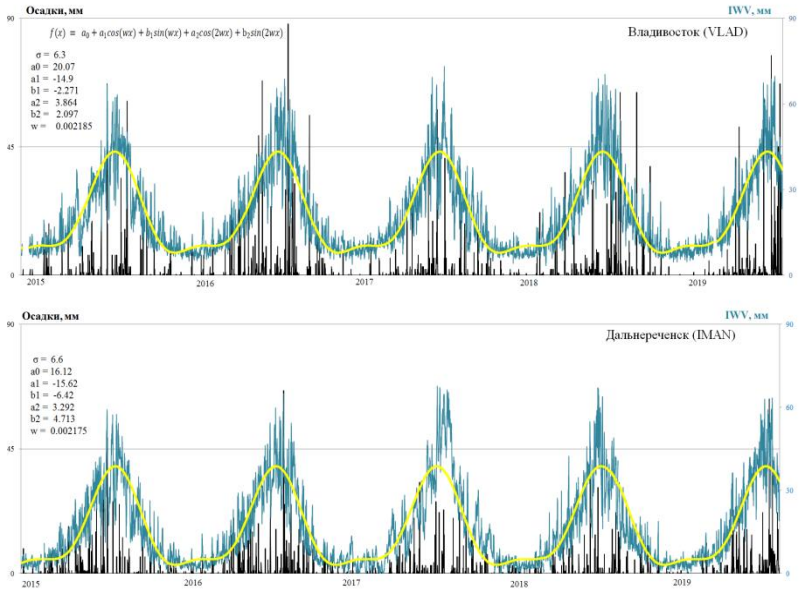 Осадки, мм
IWV, мм
90
90
f(x) = a₀ + a₁cos(wx) + b₁sin(wx) + a₂cos(2wx) + b₂sin(2wx)
Владивосток (VLAD)
σ = 6.3
a0 = 20.07
a1 = -14.9
b1 = -2.271
a2 = 3.864
b2 = 2.097
w = 0.002185
60
45
30
0
0
2015
2016
2017
2018
2019
Осадки, мм
IWV, мм
90
90
Дальнереченск (IMAN)
σ = 6.6
a0 = 16.12
a1 = -15.62
b1 = -6.42
a2 = 3.292
b2 = 4.713
w = 0.002175
60
45
30
0
0
2015
2016
2017
2018
2019